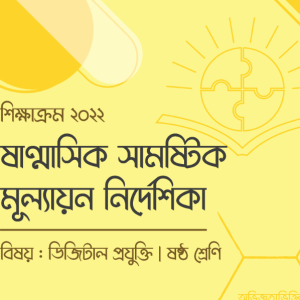 শিক্ষাক্রম ২০২২
ষাণ্মাসিক সামষ্টিক
মূল্যায়ন নির্দেশিকা
বিষয় : ডিজিটাল প্রযুক্তি | ষষ্ঠ শ্রেণি